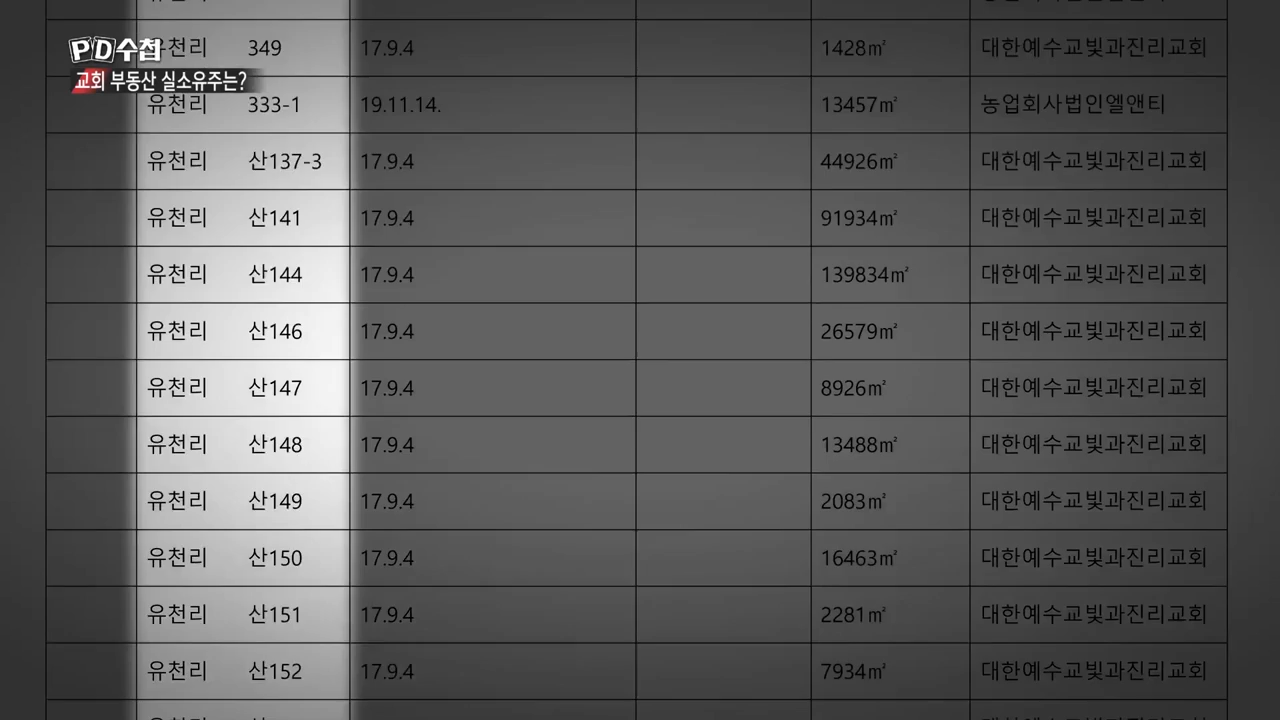 PD수첩
교회 부동산 실소유주는?
유천리 349 17.9.4 1428㎡ 대한예수교빛과진리교회
유천리 333-1 19.11.14. 13457㎡ 농업회사법인엘앤티
유천리 산137-3 17.9.4 44926㎡ 대한예수교빛과진리교회
유천리 산141 17.9.4 91934㎡ 대한예수교빛과진리교회
유천리 산144 17.9.4 139834㎡ 대한예수교빛과진리교회
유천리 산146 17.9.4 26579㎡ 대한예수교빛과진리교회
유천리 산147 17.9.4 8926㎡ 대한예수교빛과진리교회
유천리 산148 17.9.4 13488㎡ 대한예수교빛과진리교회
유천리 산149 17.9.4 2083㎡ 대한예수교빛과진리교회
유천리 산150 17.9.4 16463㎡ 대한예수교빛과진리교회
유천리 산151 17.9.4 2281㎡ 대한예수교빛과진리교회
유천리 산152 17.9.4 7934㎡ 대한예수교빛과진리교회